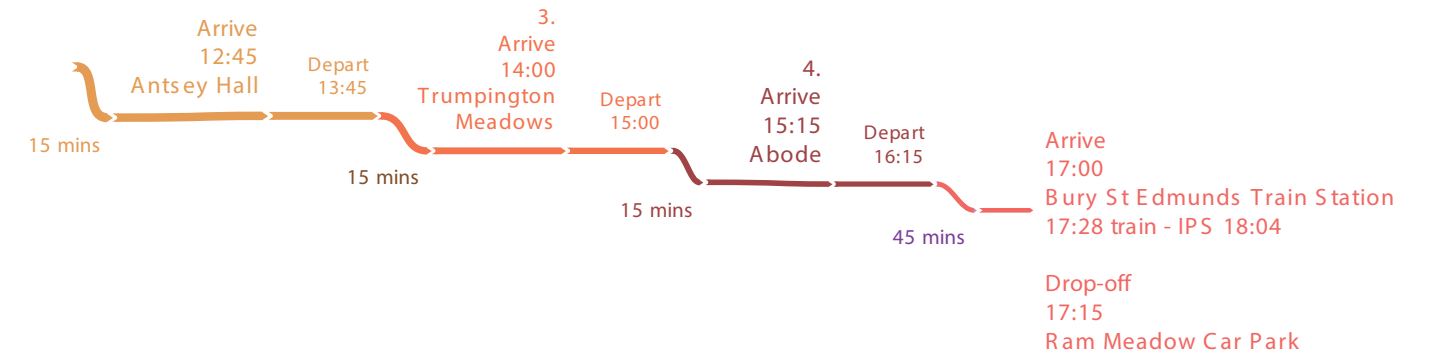 Arrive
12:45
Antsey Hall
Depart
13:45
15 mins
3.
Arrive
14:00
Trumpington
Meadows
Depart
15:00
15 mins
4.
Arrive
15:15
Abode
Depart
16:15
15 mins
45 mins
Arrive
17:00
Bury St Edmunds Train Station
17:28 train - IPS 18:04
Drop-off
17:15
Ram Meadow Car Park